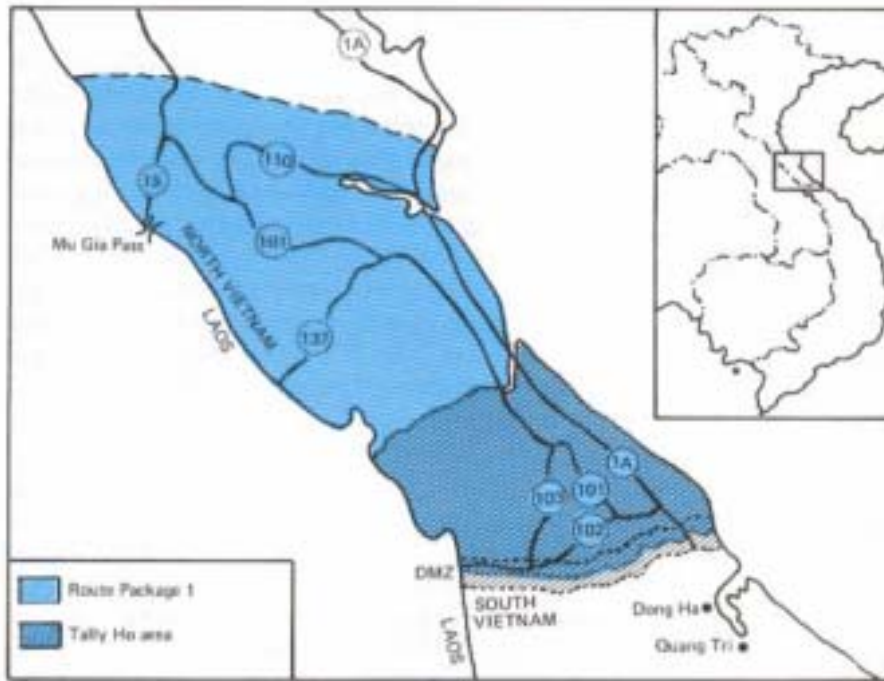 1A
110
15
Mu Gia Pass
101
NORTH VIETNAM
LAOS
137
1A
103
101
102
DMZ
SOUTH
VIETNAM
LAOS
Dong Ha
Quang Tri
Route Package 1
Tally Ho area